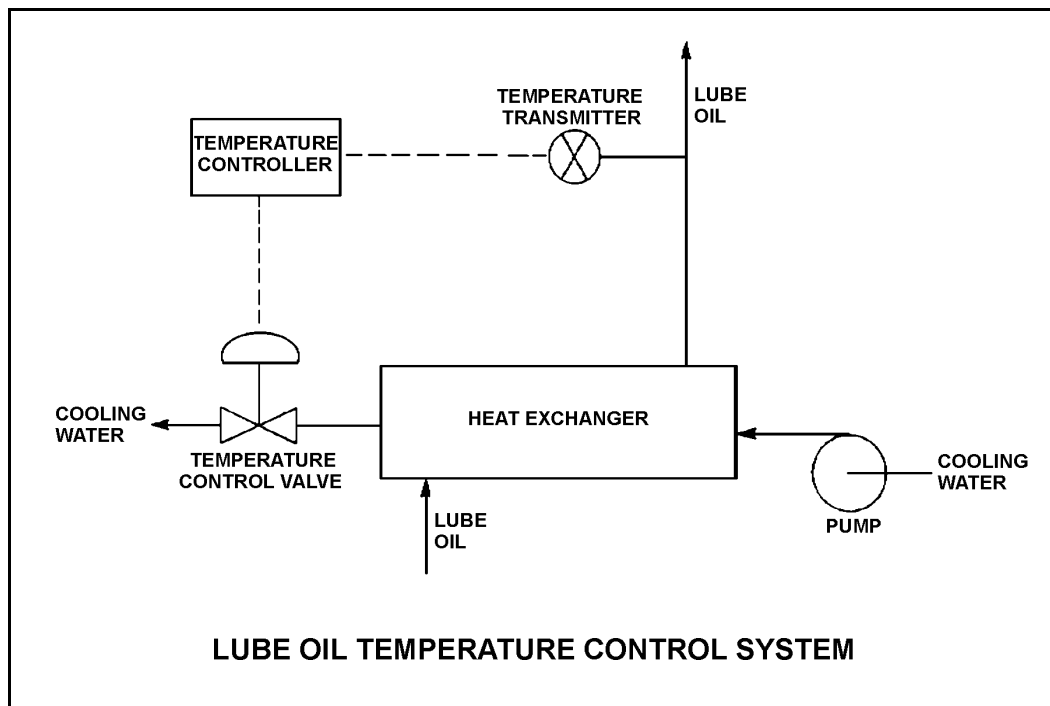 TEMPERATURE
TRANSMITTER
LUBE
OIL
TEMPERATURE
CONTROLLER
COOLING
WATER
HEAT EXCHANGER
TEMPERATURE
CONTROL VALVE
COOLING
WATER
PUMP
LUBE
OIL
LUBE OIL TEMPERATURE CONTROL SYSTEM